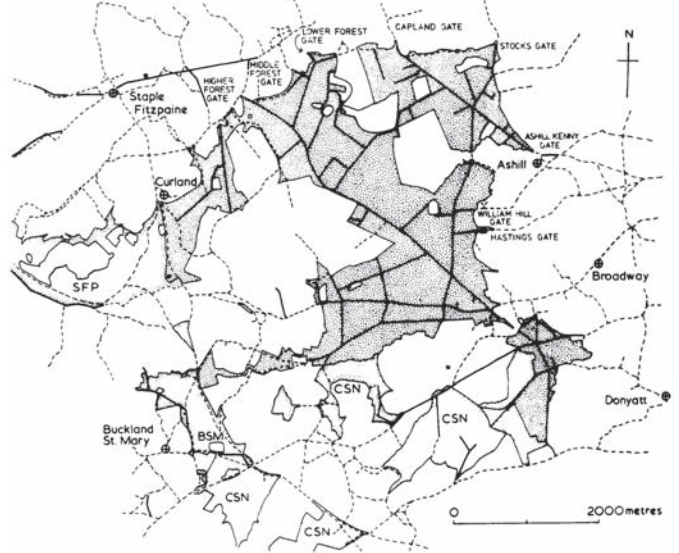 LOWER FOREST
GATE
CAPLAND GATE
STOCKS GATE
N
MIDDLE
FOREST
GATE
HIGHER
FOREST
GATE
Staple
Fitzpaine
ASHILL KENNY
GATE
Ashill
Curland
WILLIAM HILL
GATE
HASTINGS GATE
Broadway
SFP
CSN
CSN
Donyatt
Buckland
St. Mary
BSM
CSN
CSN
0
2000 metres